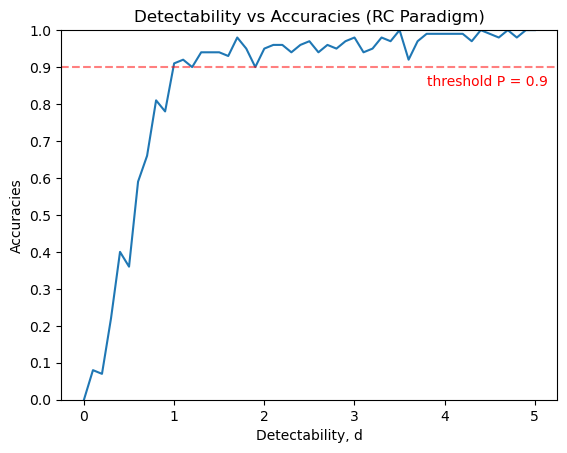 Detectability vs Accuracies (RC Paradigm)
1.0
0.9
0.8
0.7
0.6
0.5
0.4
0.3
0.2
0.1
0.0
Accuracies
threshold P = 0.9
0 1 2 3 4 5
Detectability, d